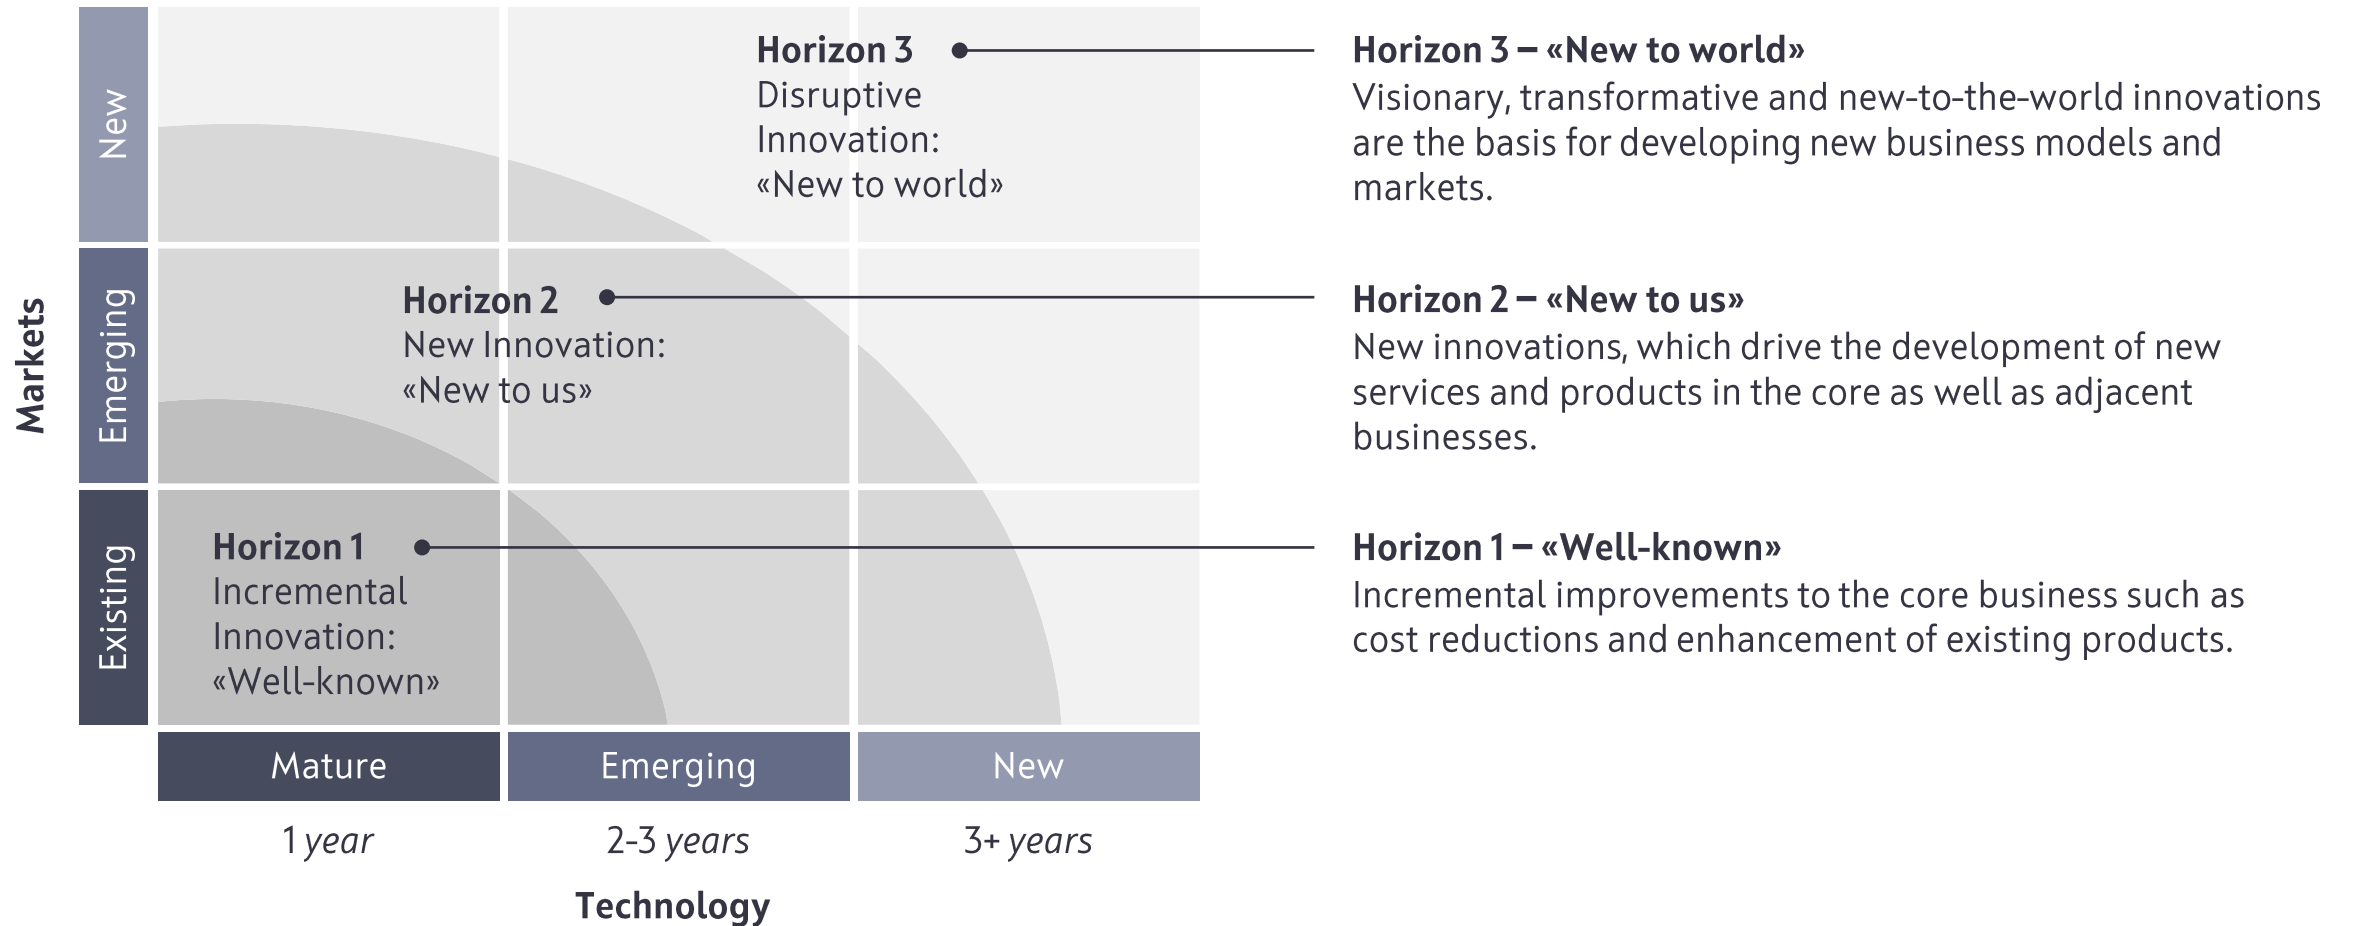 Markets
New
Emerging
Existing
Horizon 3
Disruptive
Innovation:
«New to world»
Horizon 2
New Innovation:
«New to us»
Horizon 1
Incremental
Innovation:
«Well-known»
Mature
Emerging
New
1 year
2-3 years
3+ years
Technology
Horizon 3 – «New to world»
Visionary, transformative and new-to-the-world innovations
are the basis for developing new business models and
markets.
Horizon 2 – «New to us»
New innovations, which drive the development of new
services and products in the core as well as adjacent
businesses.
Horizon 1 – «Well-known»
Incremental improvements to the core business such as
cost reductions and enhancement of existing products.